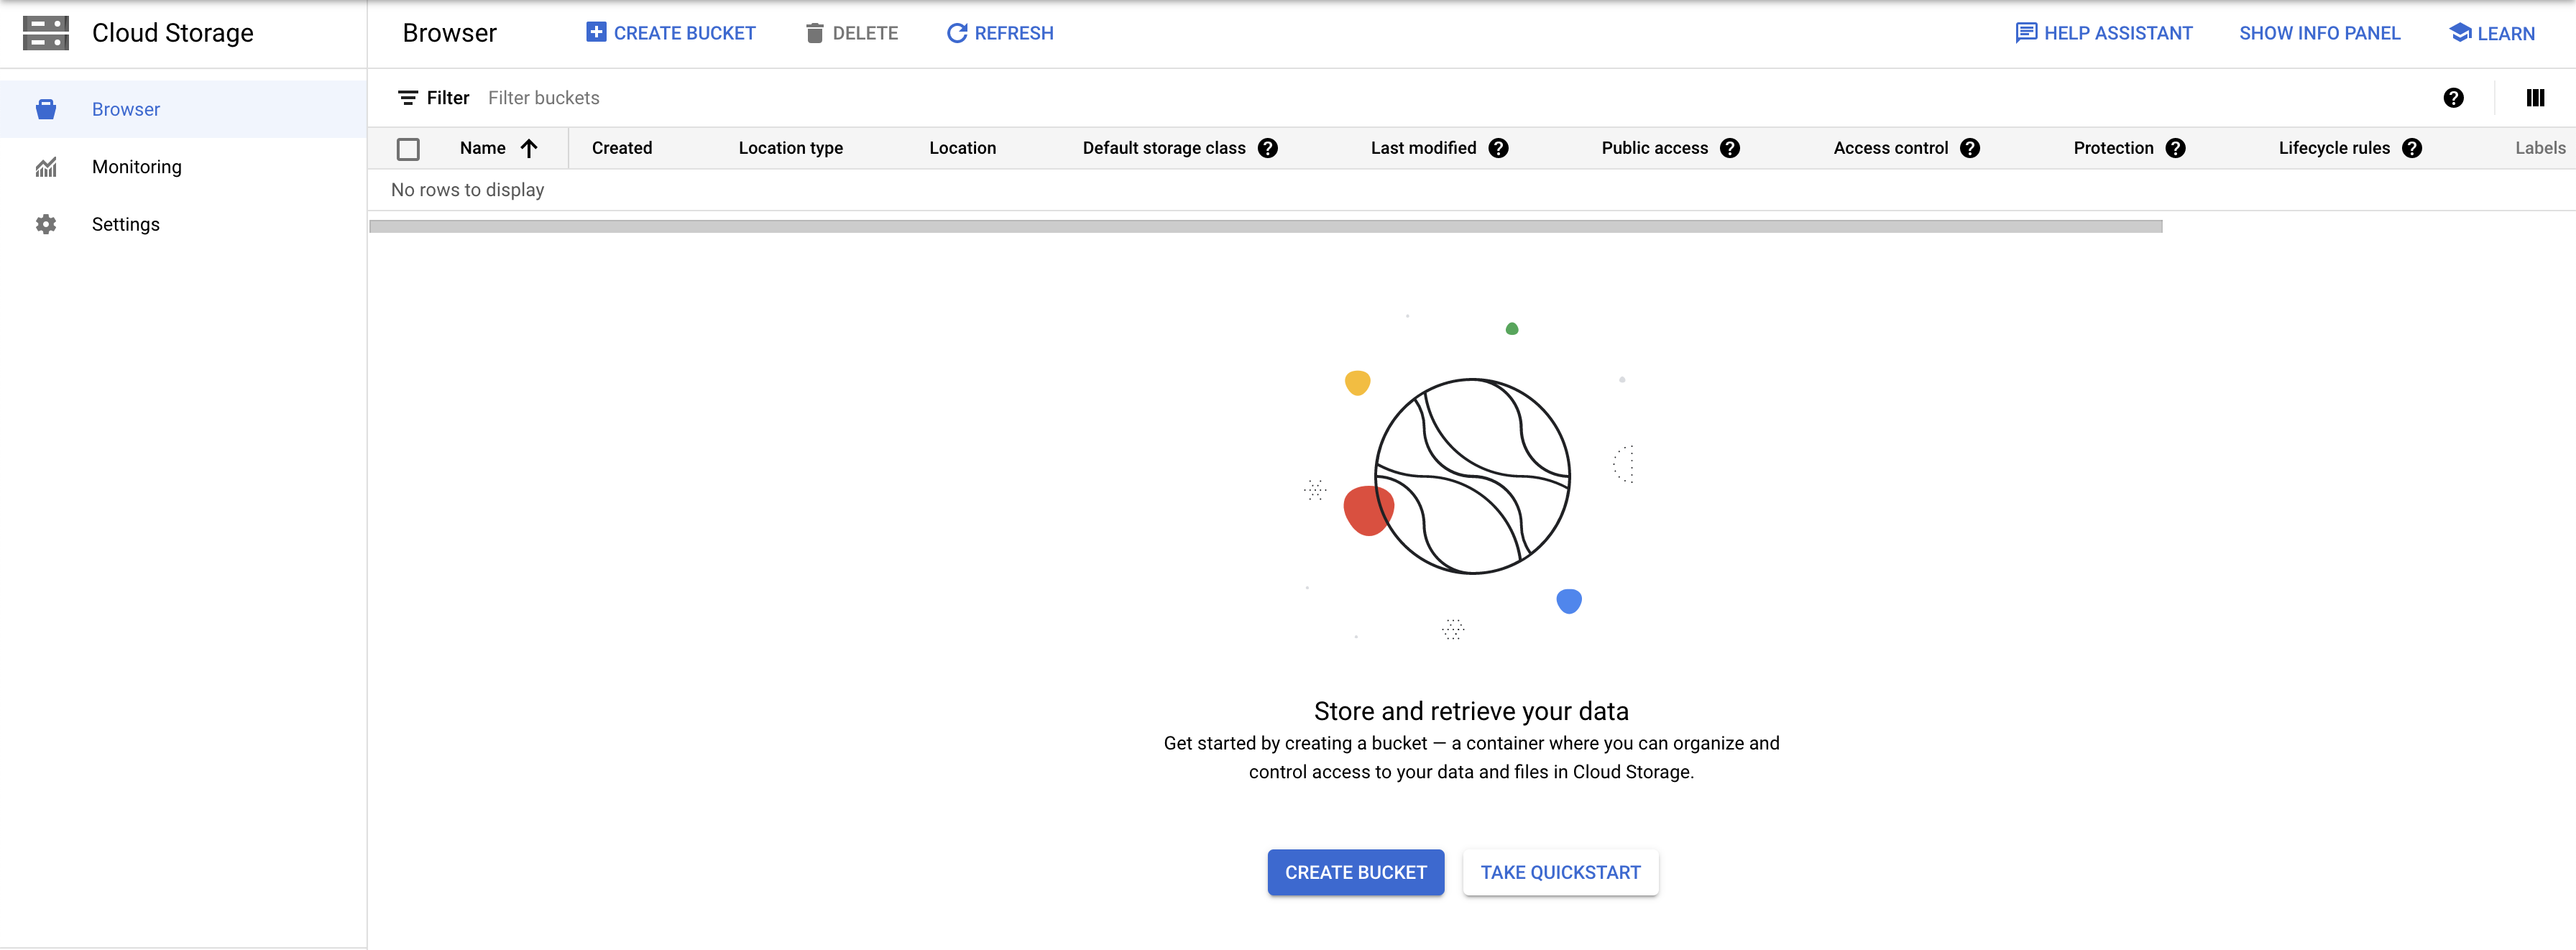 Cloud Storage
Browser
CREATE BUCKET
DELETE
REFRESH
HELP ASSISTANT
SHOW INFO PANEL
LEARN
Browser
Monitoring
Settings
Filter Filter buckets
Name Created Location type Location Default storage class Last modified Public access Access control Protection Lifecycle rules Labels
No rows to display
Store and retrieve your data
Get started by creating a bucket — a container where you can organize and
control access to your data and files in Cloud Storage.
CREATE BUCKET
TAKE QUICKSTART